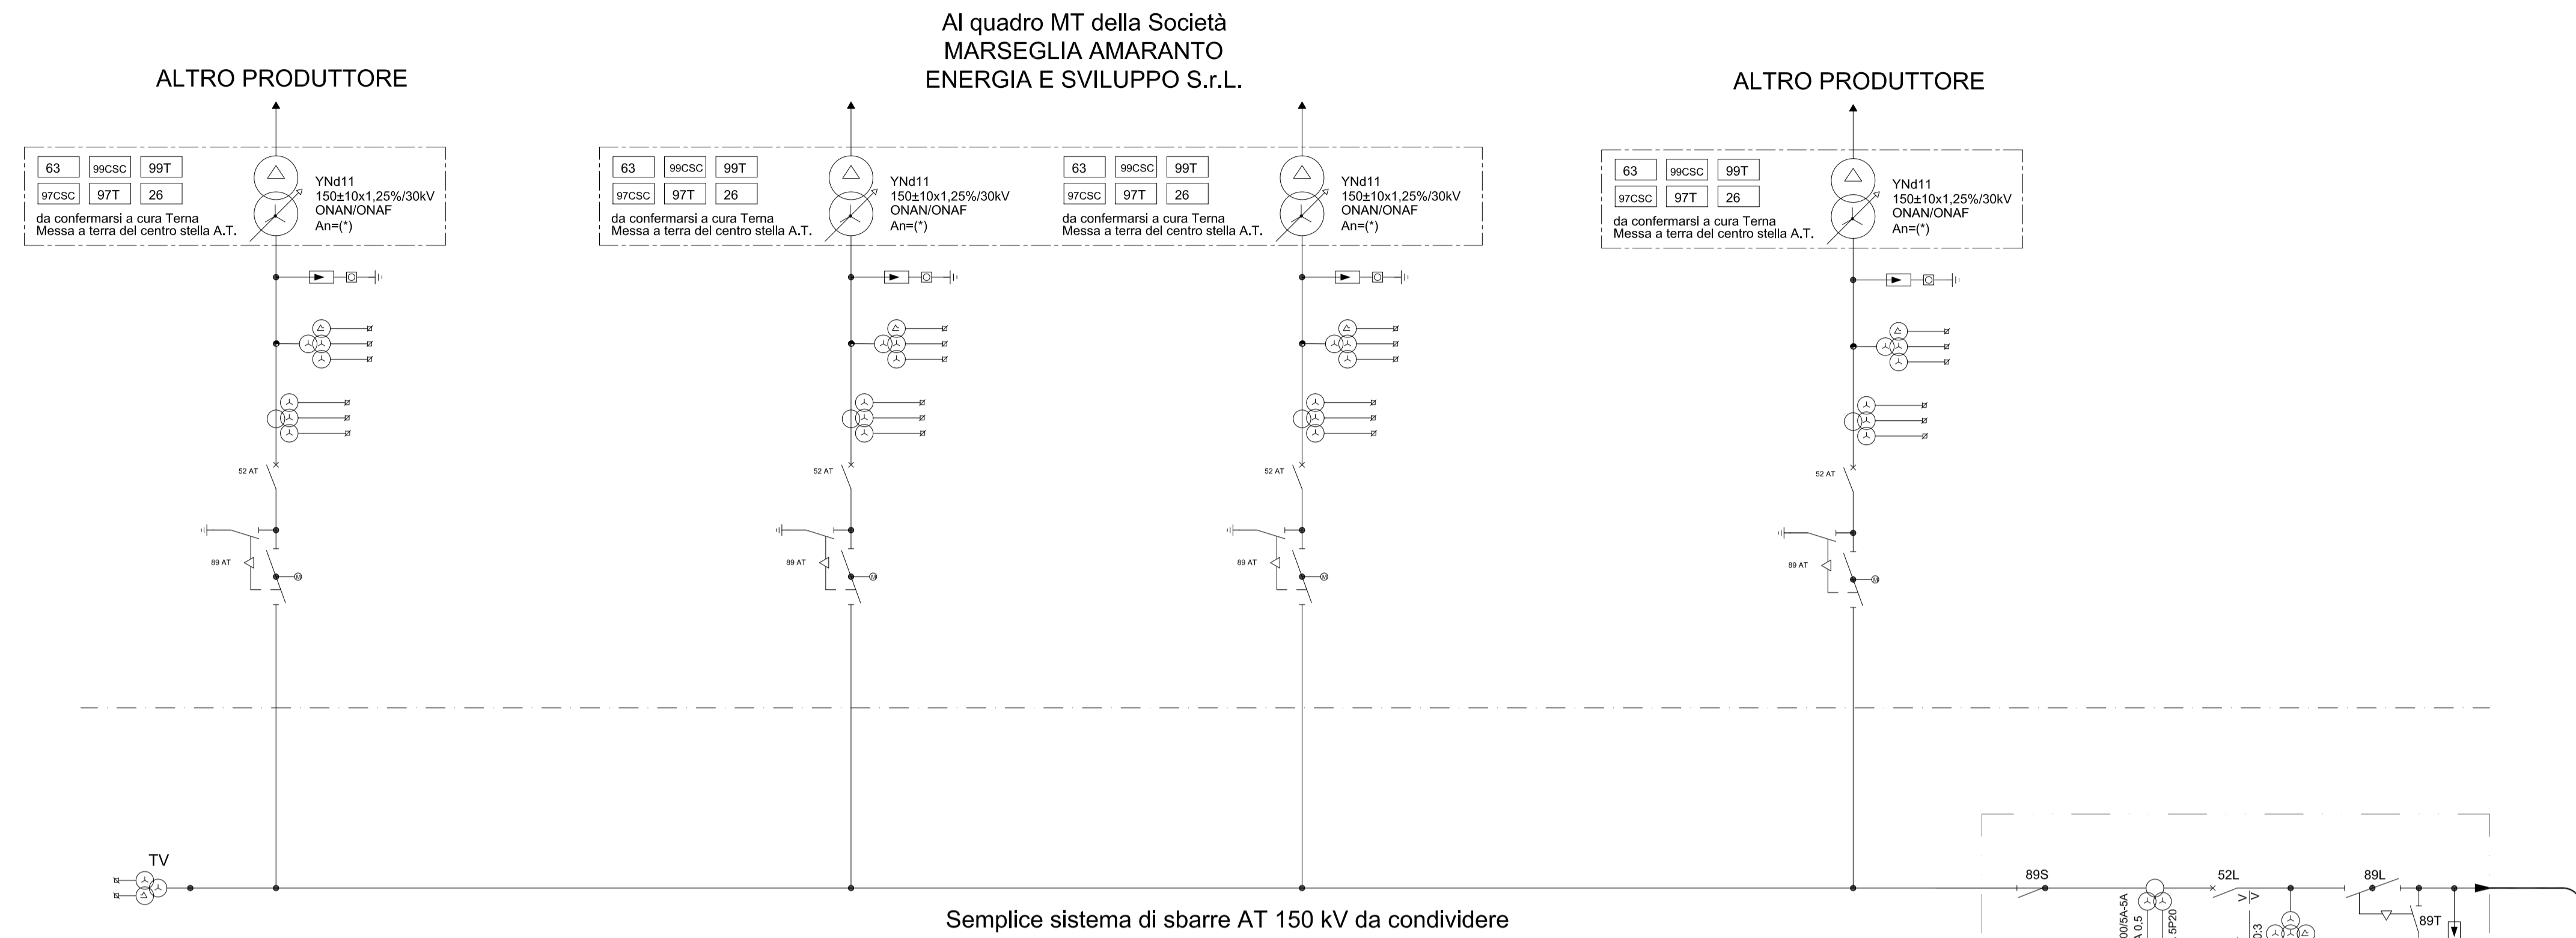 Al quadro MT della Società
MARSEGLIA AMARANTO
ENERGIA E SVILUPPO S.r.L.
ALTRO PRODUTTORE
ALTRO PRODUTTORE
63 99CSC 99T
97CSC 97T 26
da confermarsi a cura Terna
Messa a terra del centro stella A.T.
YNd11
150±10x1,25%/30kV
ONAN/ONAF
An=(*)
63 99CSC 99T
97CSC 97T 26
da confermarsi a cura Terna
Messa a terra del centro stella A.T.
YNd11
150±10x1,25%/30kV
ONAN/ONAF
An=(*)
63 99CSC 99T
97CSC 97T 26
da confermarsi a cura Terna
Messa a terra del centro stella A.T.
YNd11
150±10x1,25%/30kV
ONAN/ONAF
An=(*)
63 99CSC 99T
97CSC 97T 26
da confermarsi a cura Terna
Messa a terra del centro stella A.T.
YNd11
150±10x1,25%/30kV
ONAN/ONAF
An=(*)
52 AT
52 AT
52 AT
52 AT
89 AT
M
89 AT
M
89 AT
M
89 AT
M
TV
89S
52L
89L
89T
00/5A-5A
A 0,5
5P20
0:3
Semplice sistema di sbarre AT 150 kV da condividere